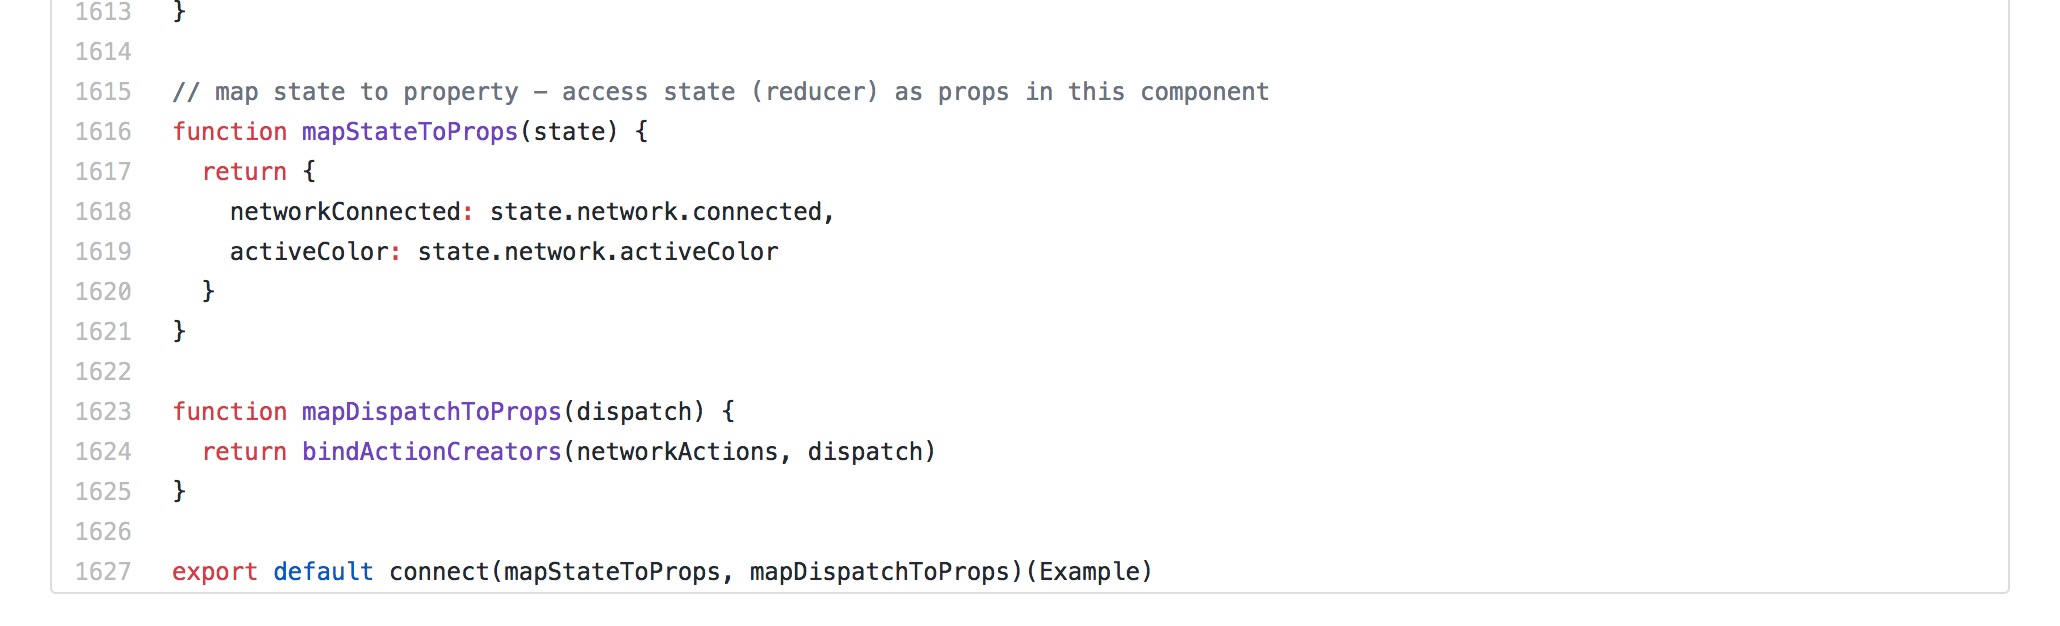 1613 }
1614
1615 // map state to property – access state (reducer) as props in this component
1616 function mapStateToProps(state) {
1617   return {
1618     networkConnected: state.network.connected,
1619     activeColor: state.network.activeColor
1620   }
1621 }
1622
1623 function mapDispatchToProps(dispatch) {
1624   return bindActionCreators(networkActions, dispatch)
1625 }
1626
1627 export default connect(mapStateToProps, mapDispatchToProps)(Example)